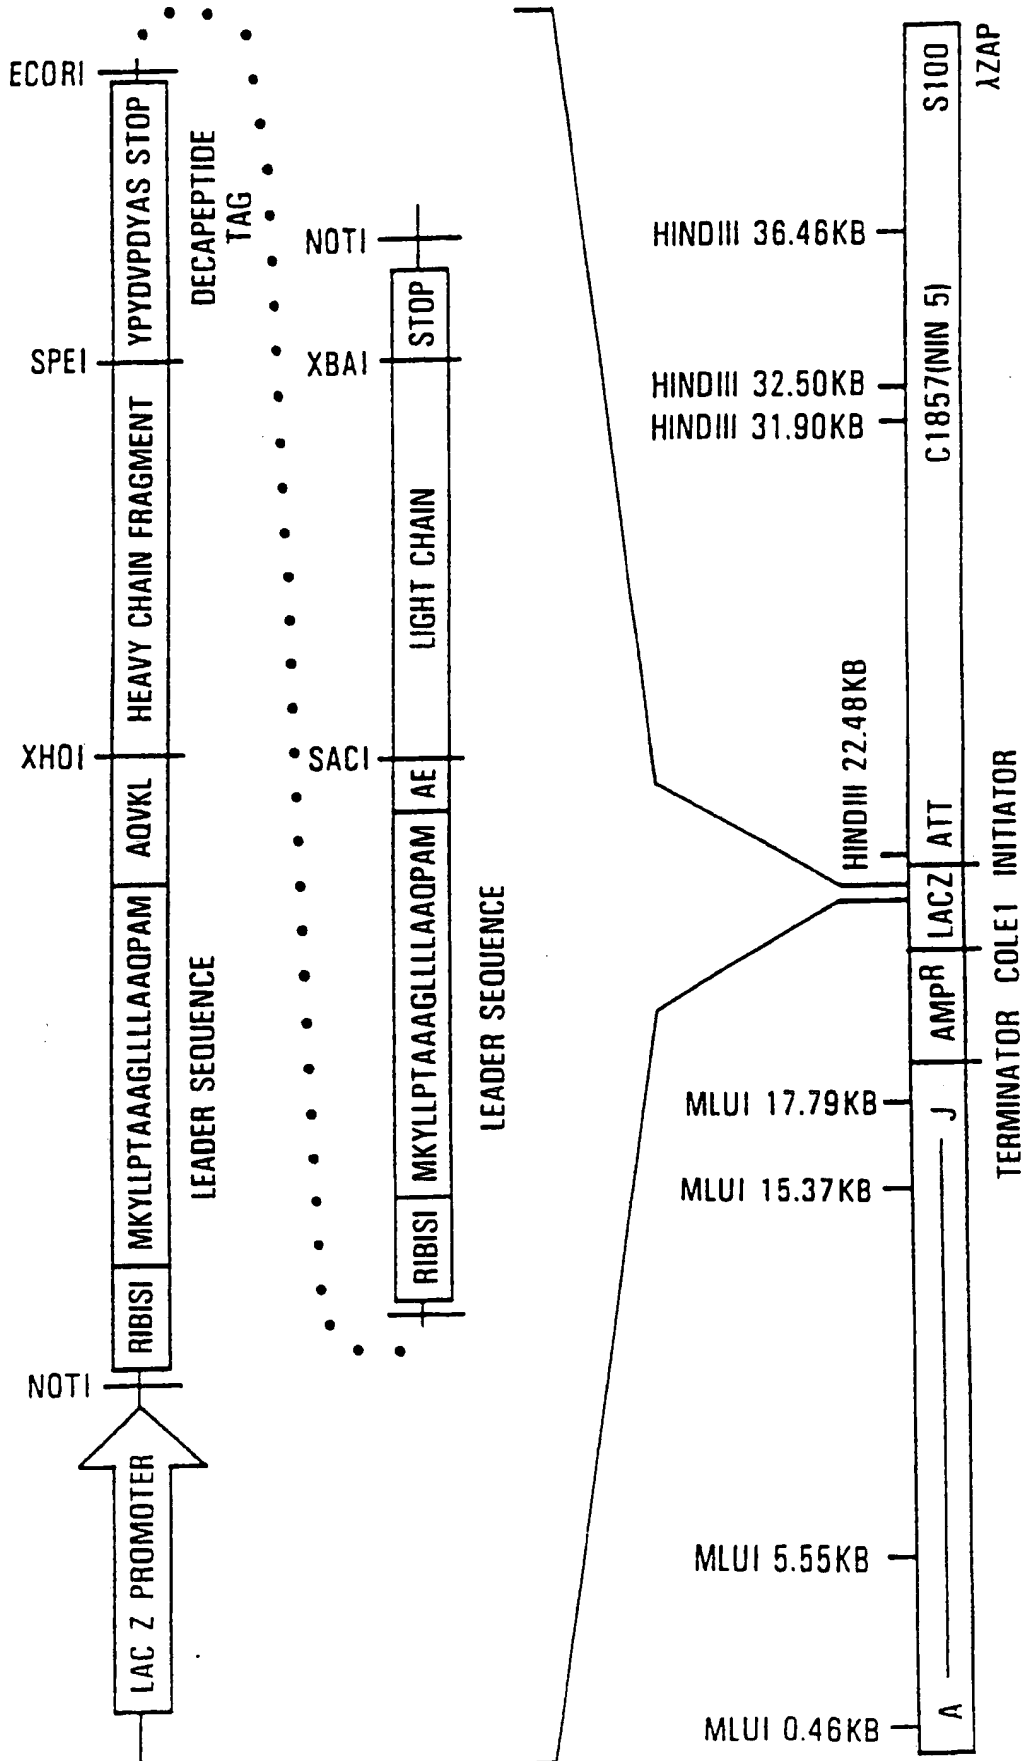 ECORI
YPYDVPDYAS STOP
DECAPEPTIDE
TAG
SPEI
HEAVY CHAIN FRAGMENT
XHOI
AQVKL
MKYLLPTAAAGLLLLAAQPAM
LEADER SEQUENCE
RIBISI
NOTI
LAC Z PROMOTER
NOTI
STOP
XBAI
LIGHT CHAIN
SACI
AE
MKYLLPTAAAGLLLLAAQPAM
LEADER SEQUENCE
RIBISI
λZAP
S100
HINDIII 36.46KB
C1857(NIN 5)
HINDIII 32.50KB
HINDIII 31.90KB
HINDIII 22.48KB
ATT
LACZ
AMPR
TERMINATOR COLE1 INITIATOR
MLUI 17.79KB
J
MLUI 15.37KB
MLUI 5.55KB
A
MLUI 0.46KB